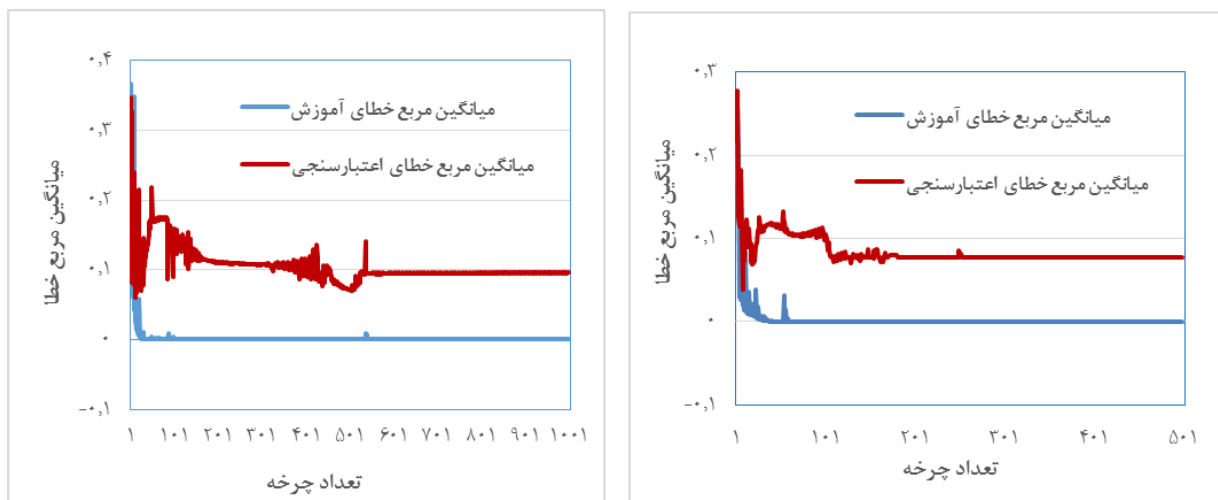 ۰,۴
۰,۳
۰,۲
۰,۱
۰
-۰,۱
میانگین مربع خطا
میانگین مربع خطای آموزش
میانگین مربع خطای اعتبارسنجی
۱ ۱۰۱ ۲۰۱ ۳۰۱ ۴۰۱ ۵۰۱ ۶۰۱ ۷۰۱ ۸۰۱ ۹۰۱ ۱۰۰۱
تعداد چرخه
۰,۳
۰,۲
۰,۱
۰
-۰,۱
میانگین مربع خطا
میانگین مربع خطای آموزش
میانگین مربع خطای اعتبارسنجی
۱ ۱۰۱ ۲۰۱ ۳۰۱ ۴۰۱ ۵۰۱
تعداد چرخه